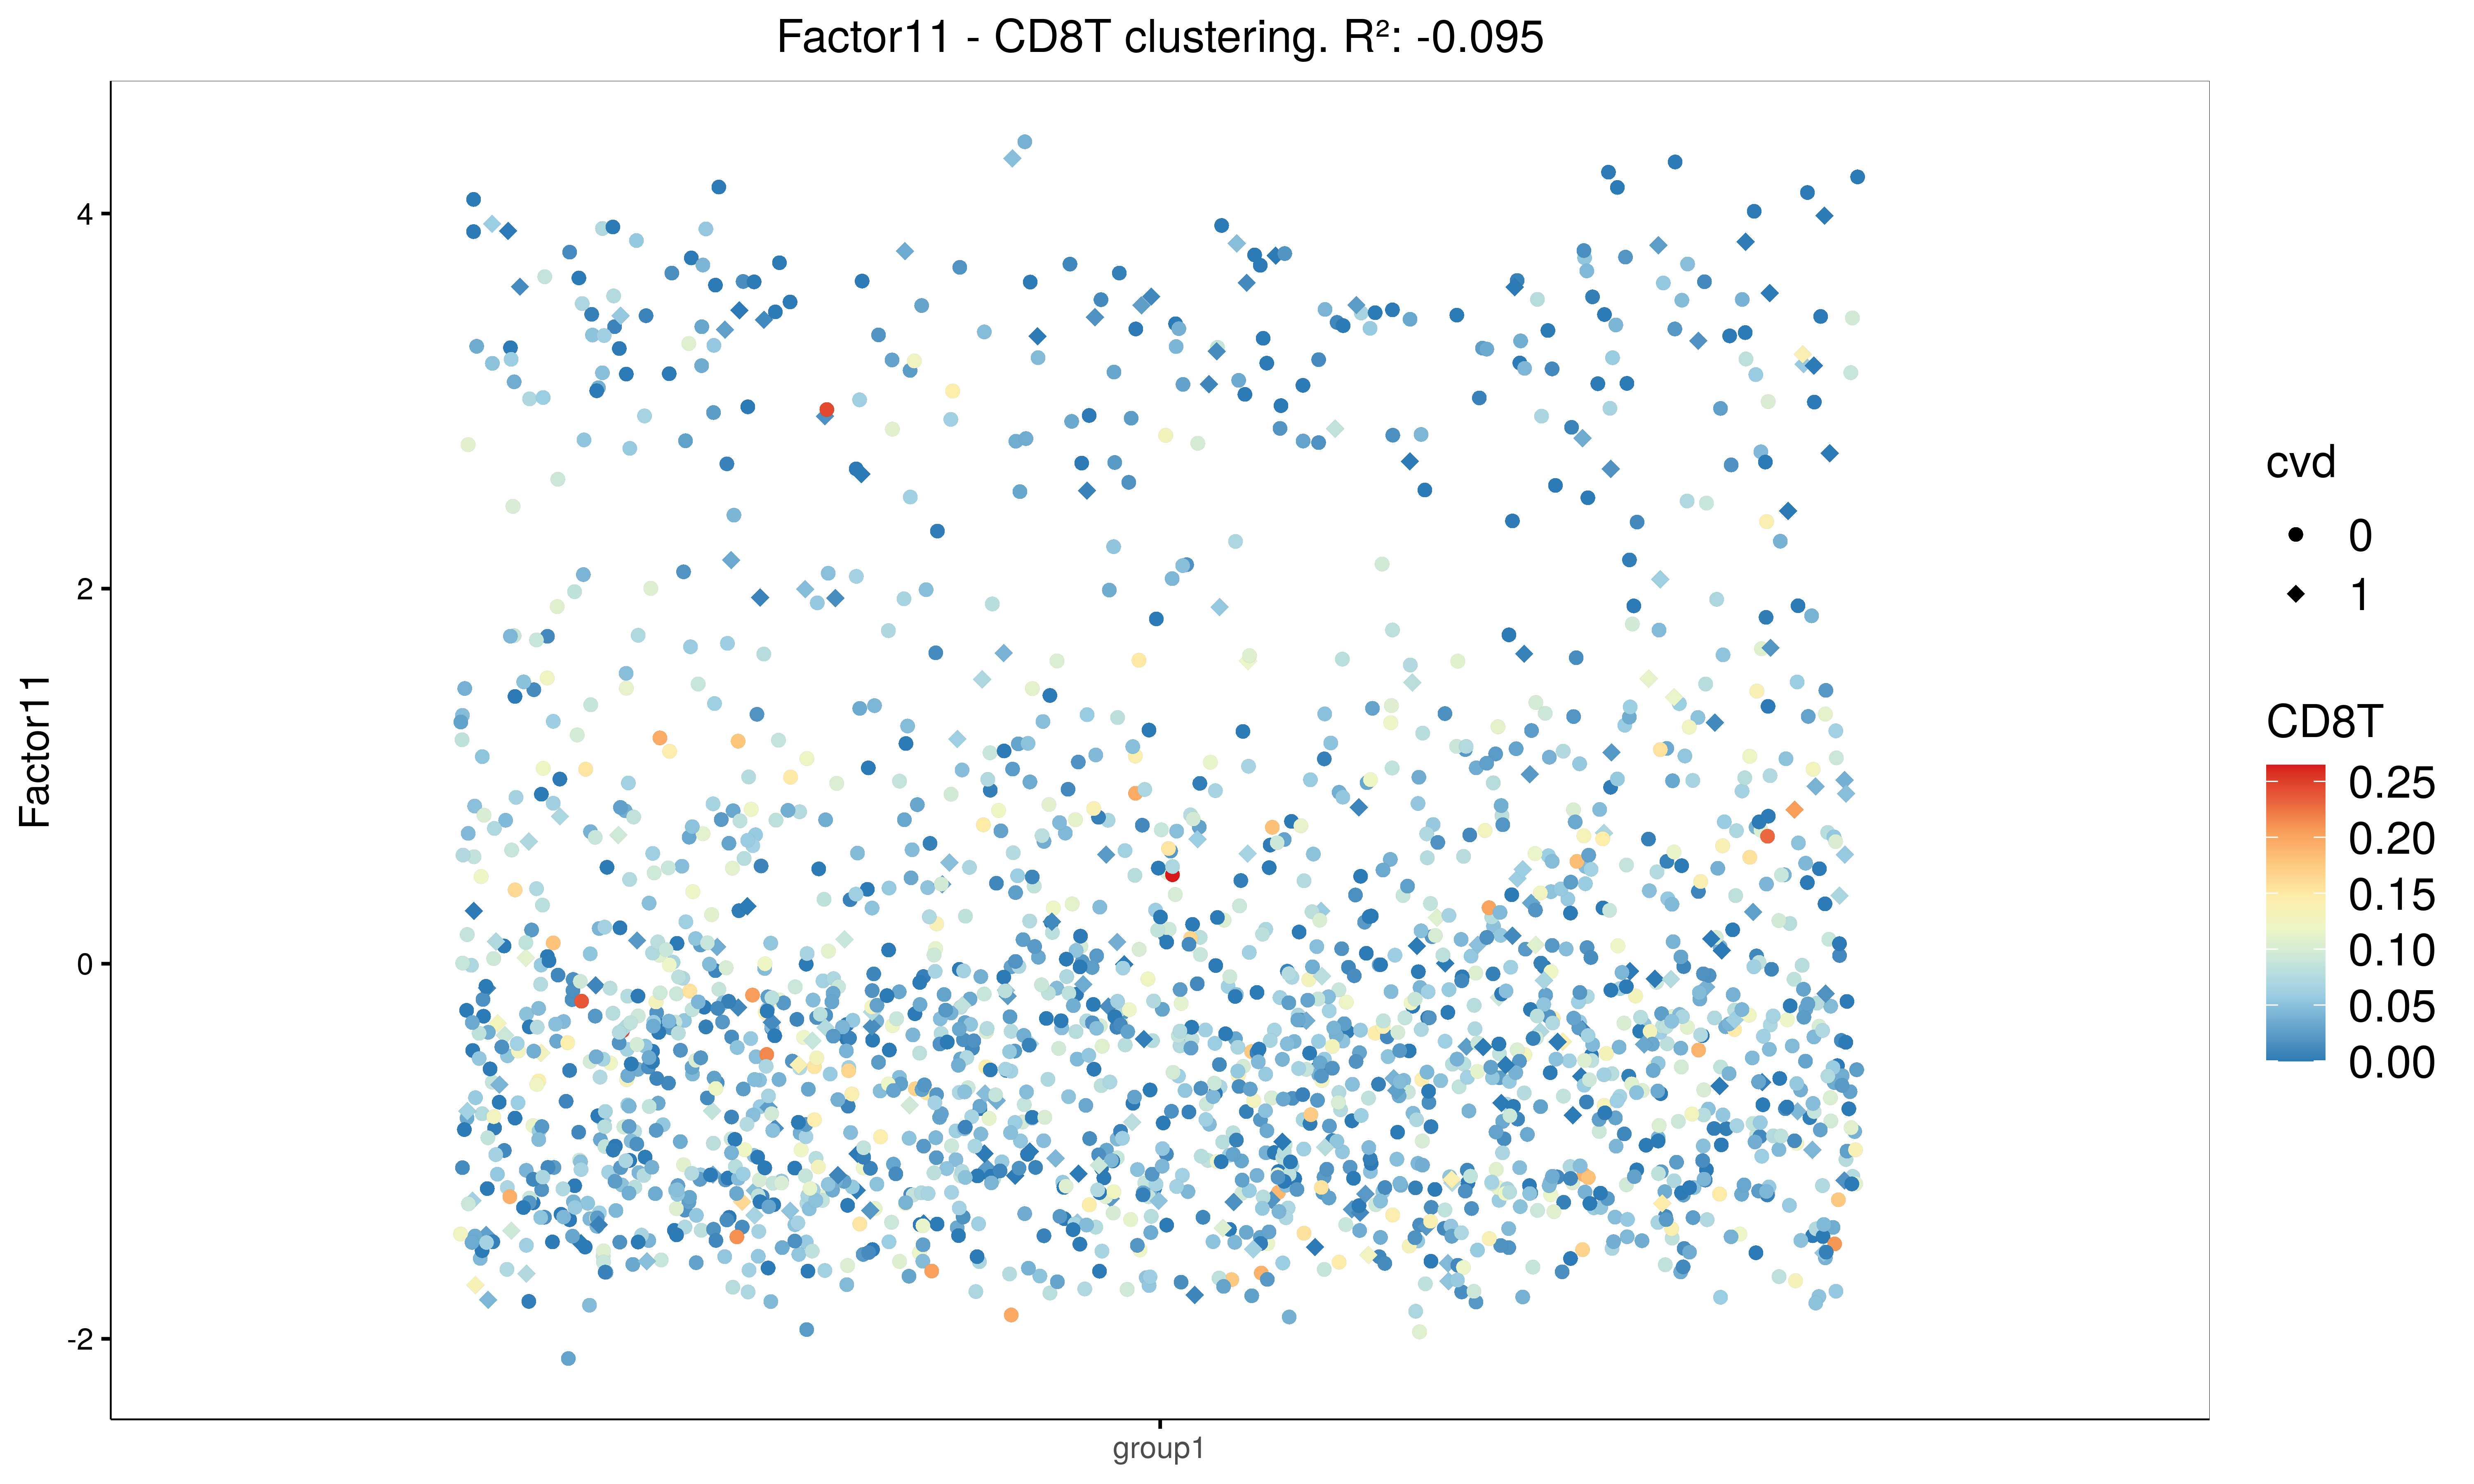 Factor11 - CD8T clustering. R²: -0.095
Factor11
4
2
0
-2
group1
cvd
0
1
CD8T
0.25
0.20
0.15
0.10
0.05
0.00